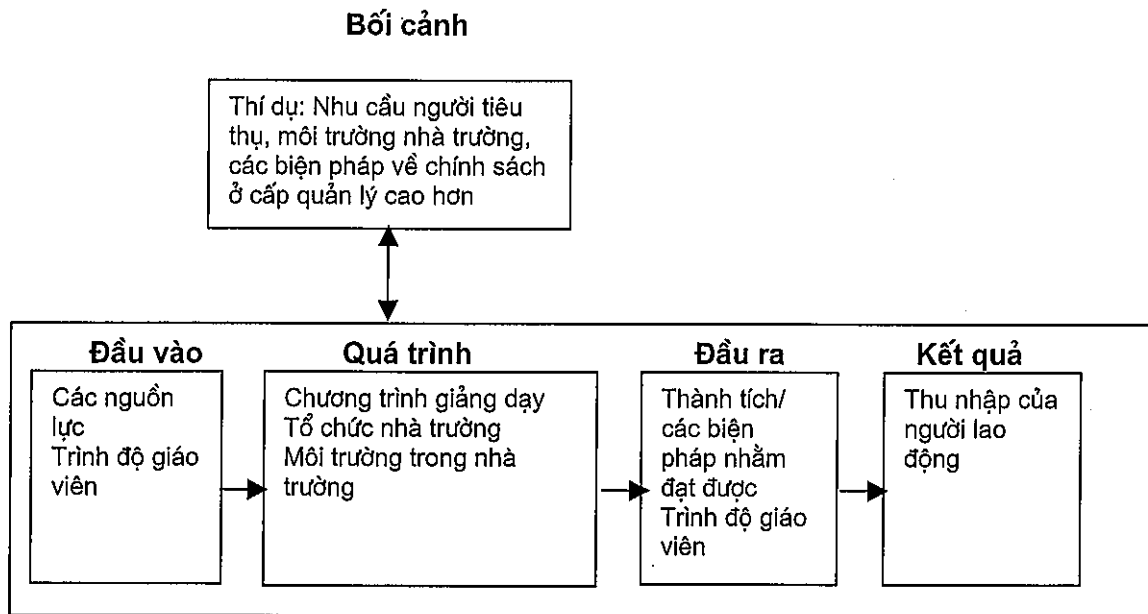 Bối cảnh
Thí dụ: Nhu cầu người tiêu
thụ, môi trường nhà trường,
các biện pháp về chính sách
ở cấp quản lý cao hơn
Đầu vào
Các nguồn
lực
Trình độ giáo
viên
Quá trình
Chương trình giảng dạy
Tổ chức nhà trường
Môi trường trong nhà
trường
Đầu ra
Thành tích/
các biện
pháp nhằm
đạt được
Trình độ giáo
viên
Kết quả
Thu nhập của
người lao
động